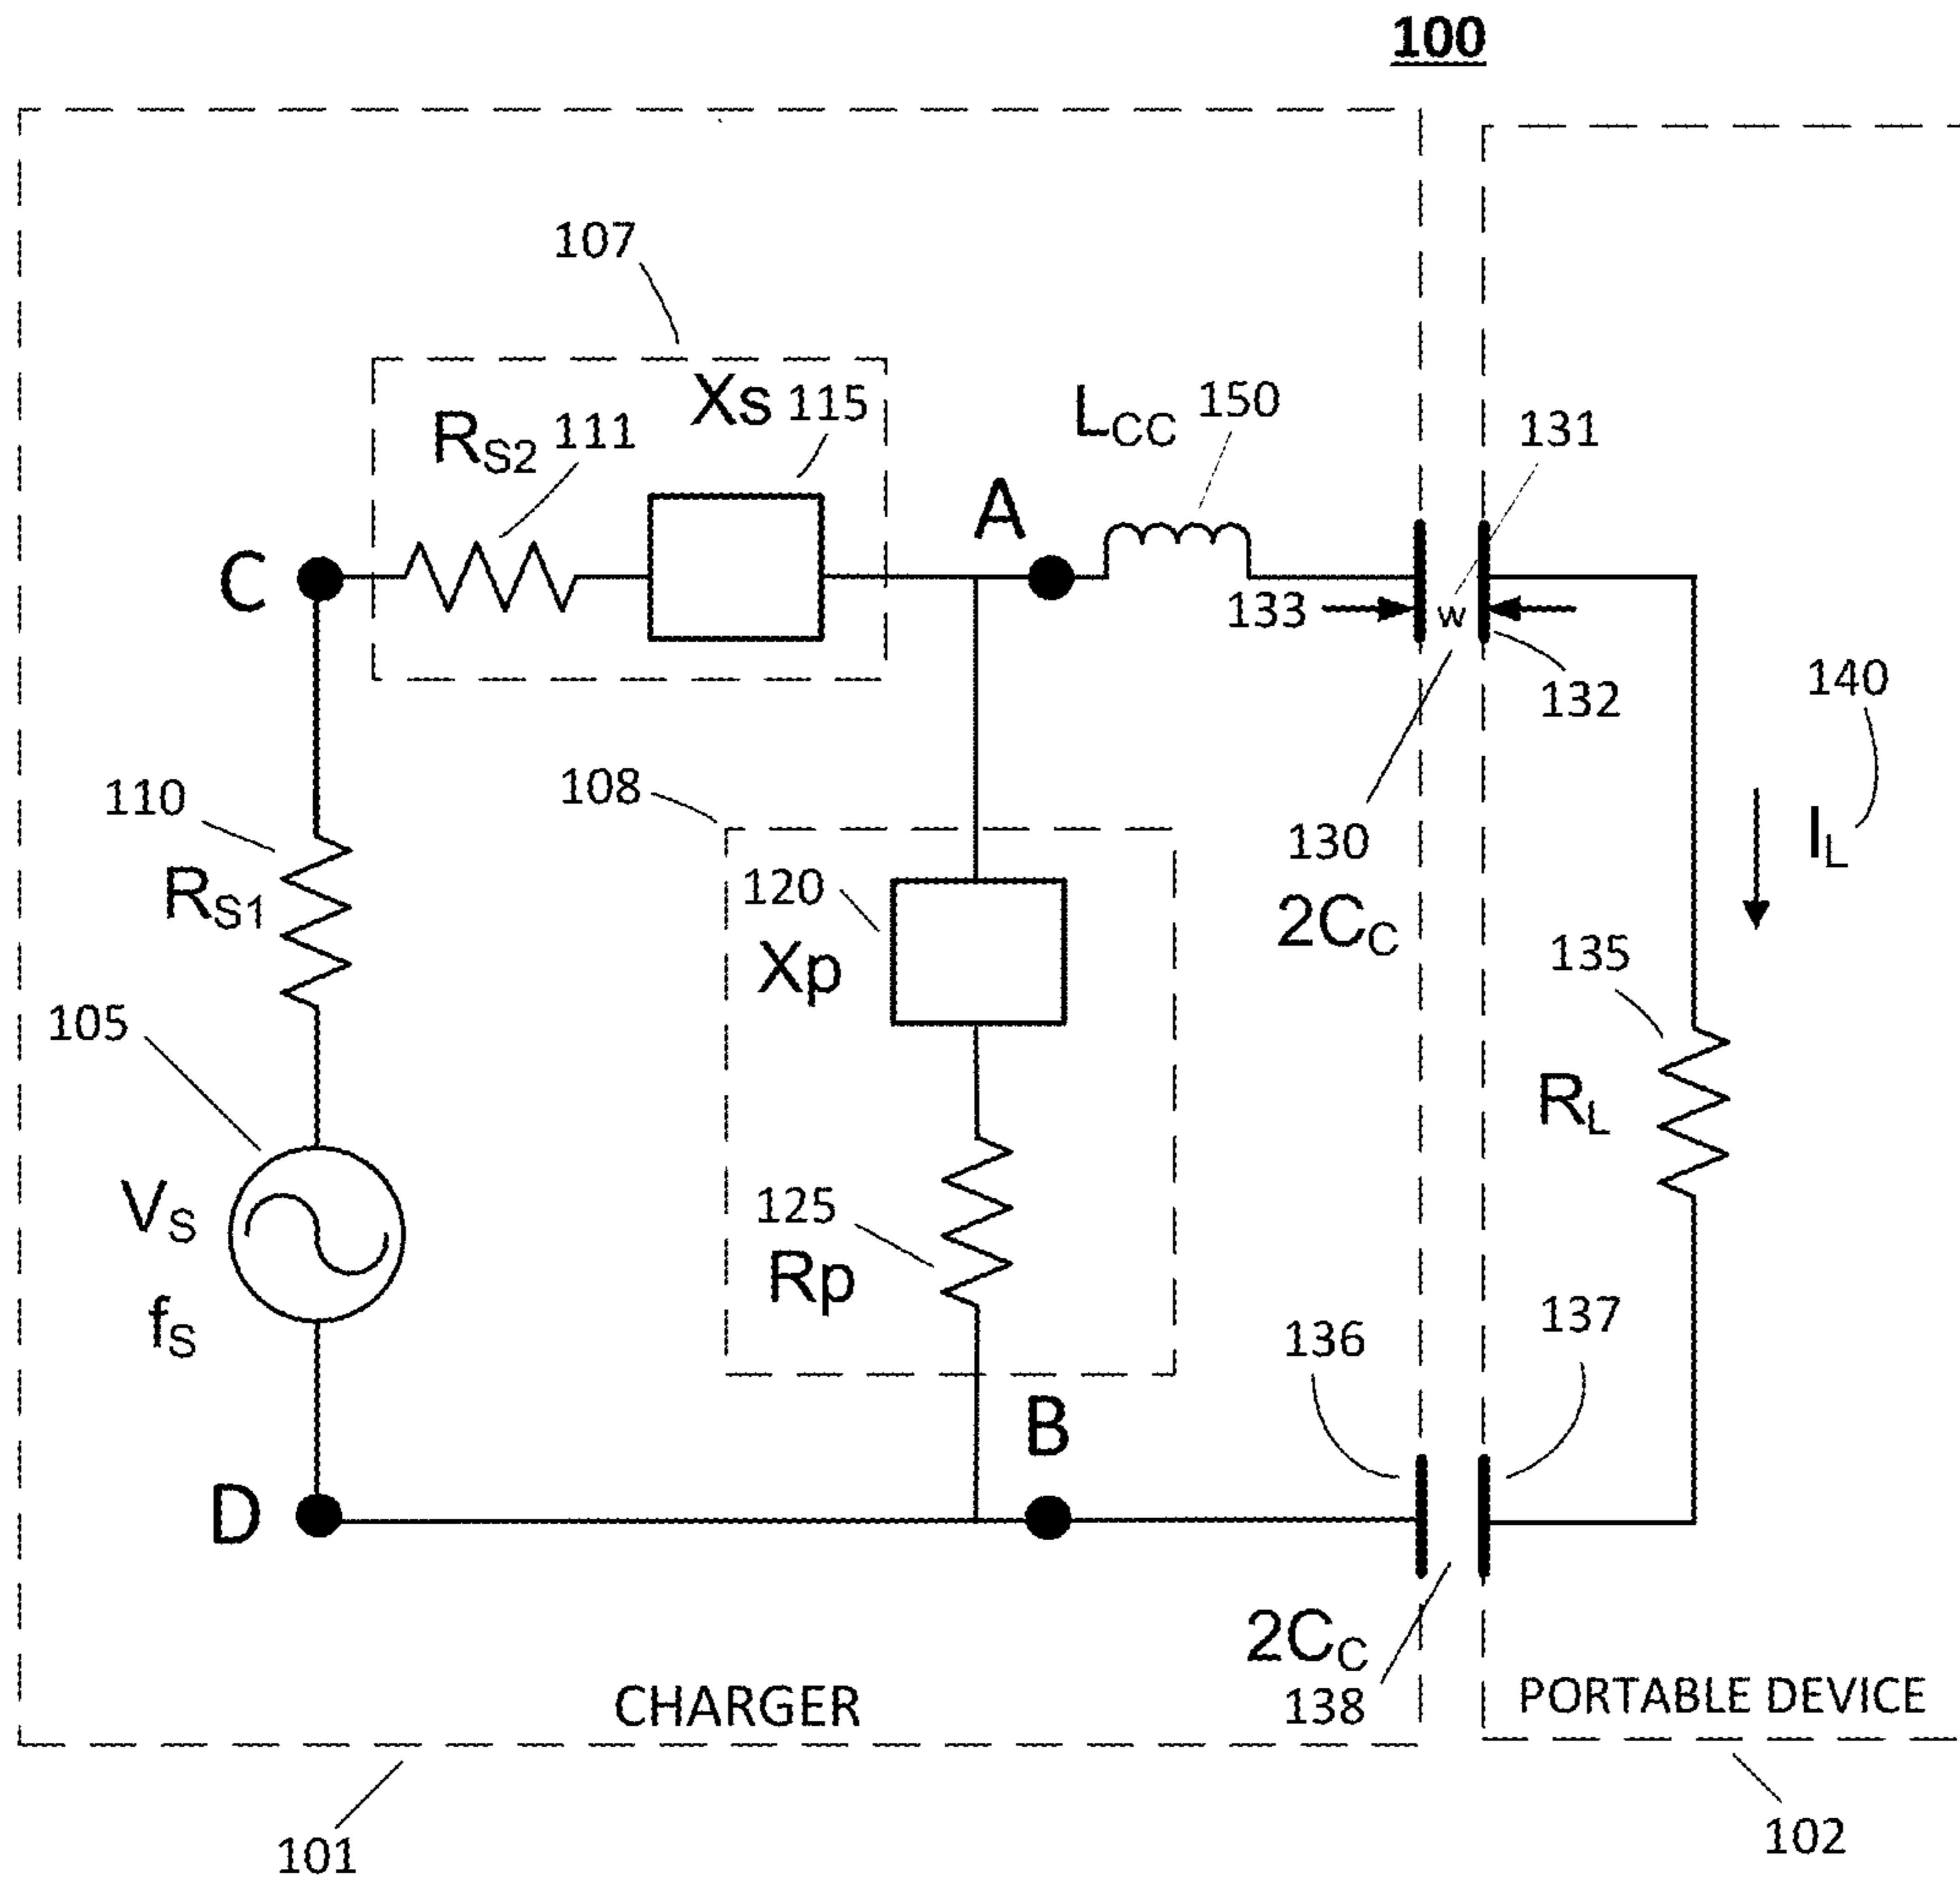 100
107
Xs 115
RS2 111
LCC 150
131
A
C
133
w
132
140
110
108
130
IL
RS1
120
2CC
Xp
135
105
RL
VS
125
Rp
fS
136
137
B
D
2CC
138
CHARGER
PORTABLE DEVICE
101
102